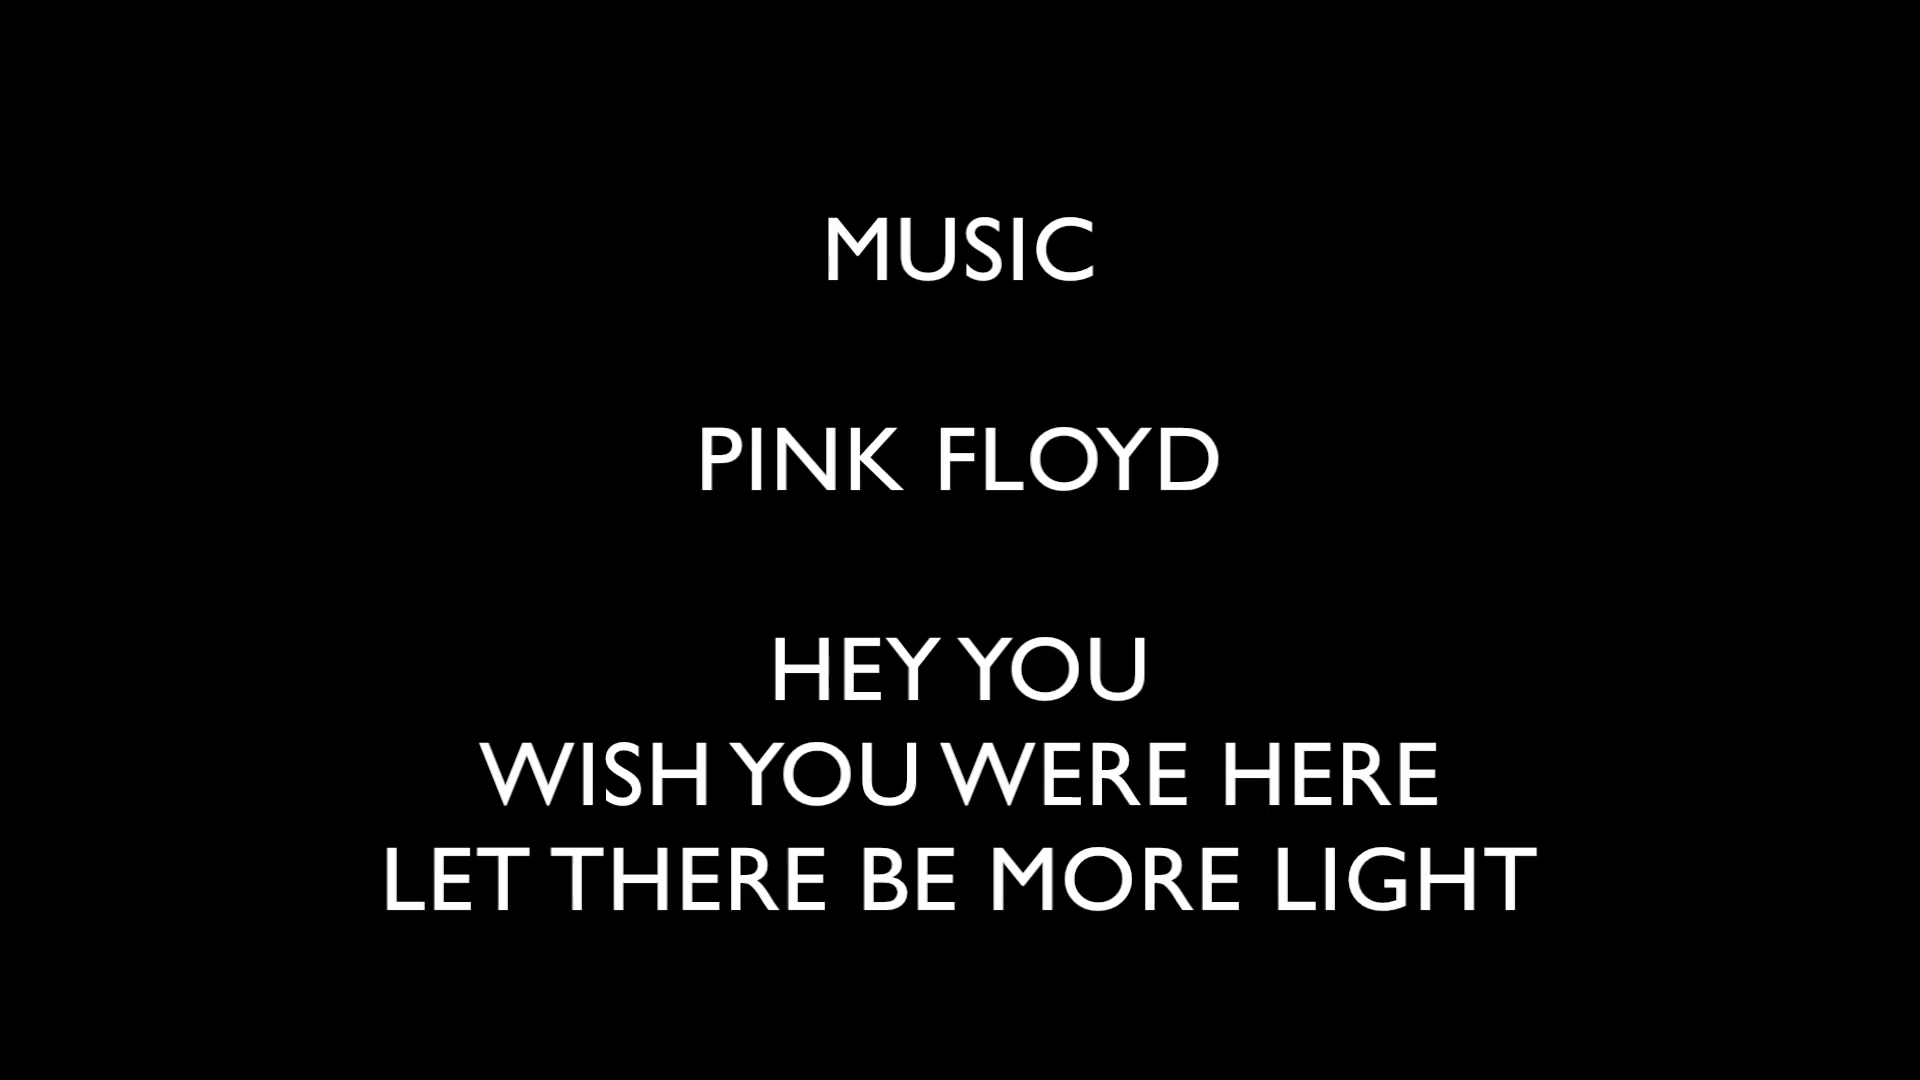 MUSIC
PINK FLOYD
HEY YOU
WISH YOU WERE HERE
LET THERE BE MORE LIGHT